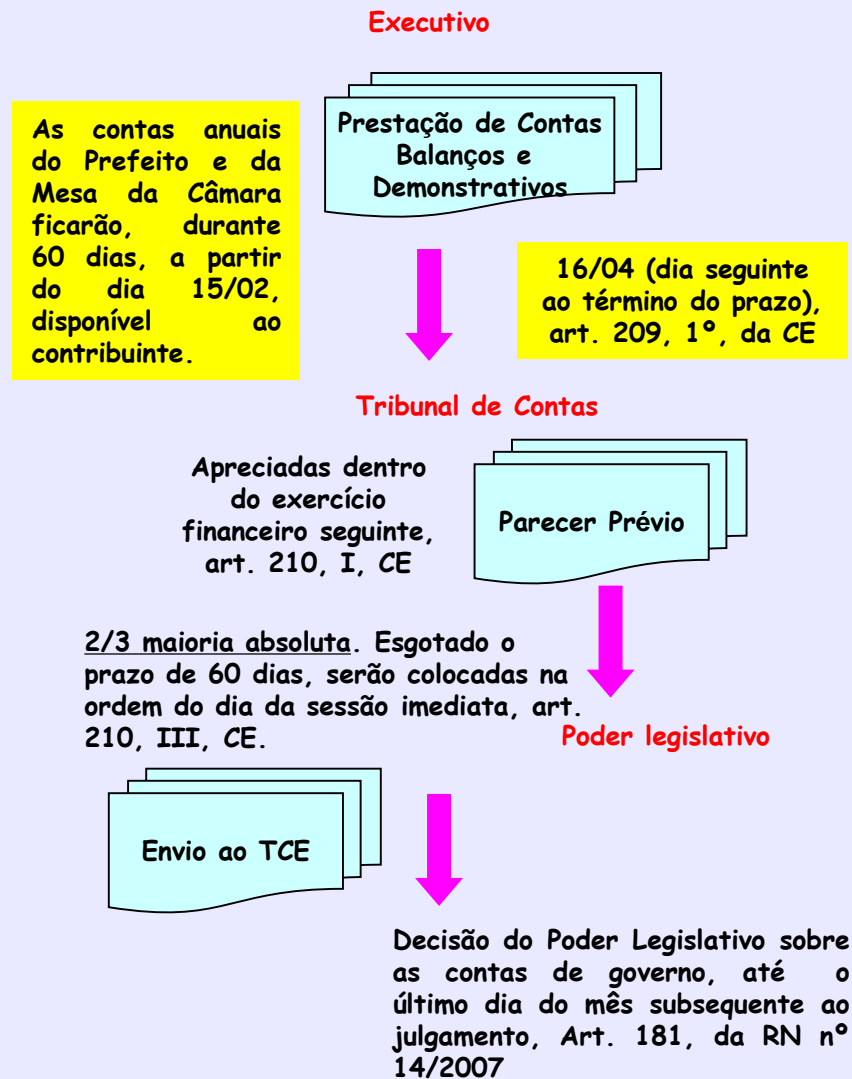 Executivo
Prestação de Contas
Balanços e
Demonstrativos
As contas anuais
do Prefeito e da
Mesa da Câmara
ficarão, durante
60 dias, a partir
do dia 15/02,
disponível ao
contribuinte.
16/04 (dia seguinte
ao término do prazo),
art. 209, 1º, da CE
Tribunal de Contas
Apreciadas dentro
do exercício
financeiro seguinte,
art. 210, I, CE
Parecer Prévio
2/3 maioria absoluta. Esgotado o
prazo de 60 dias, serão colocadas na
ordem do dia da sessão imediata, art.
210, III, CE.
Poder legislativo
Envio ao TCE
Decisão do Poder Legislativo sobre
as contas de governo, até o
último dia do mês subsequente ao
julgamento, Art. 181, da RN nº
14/2007